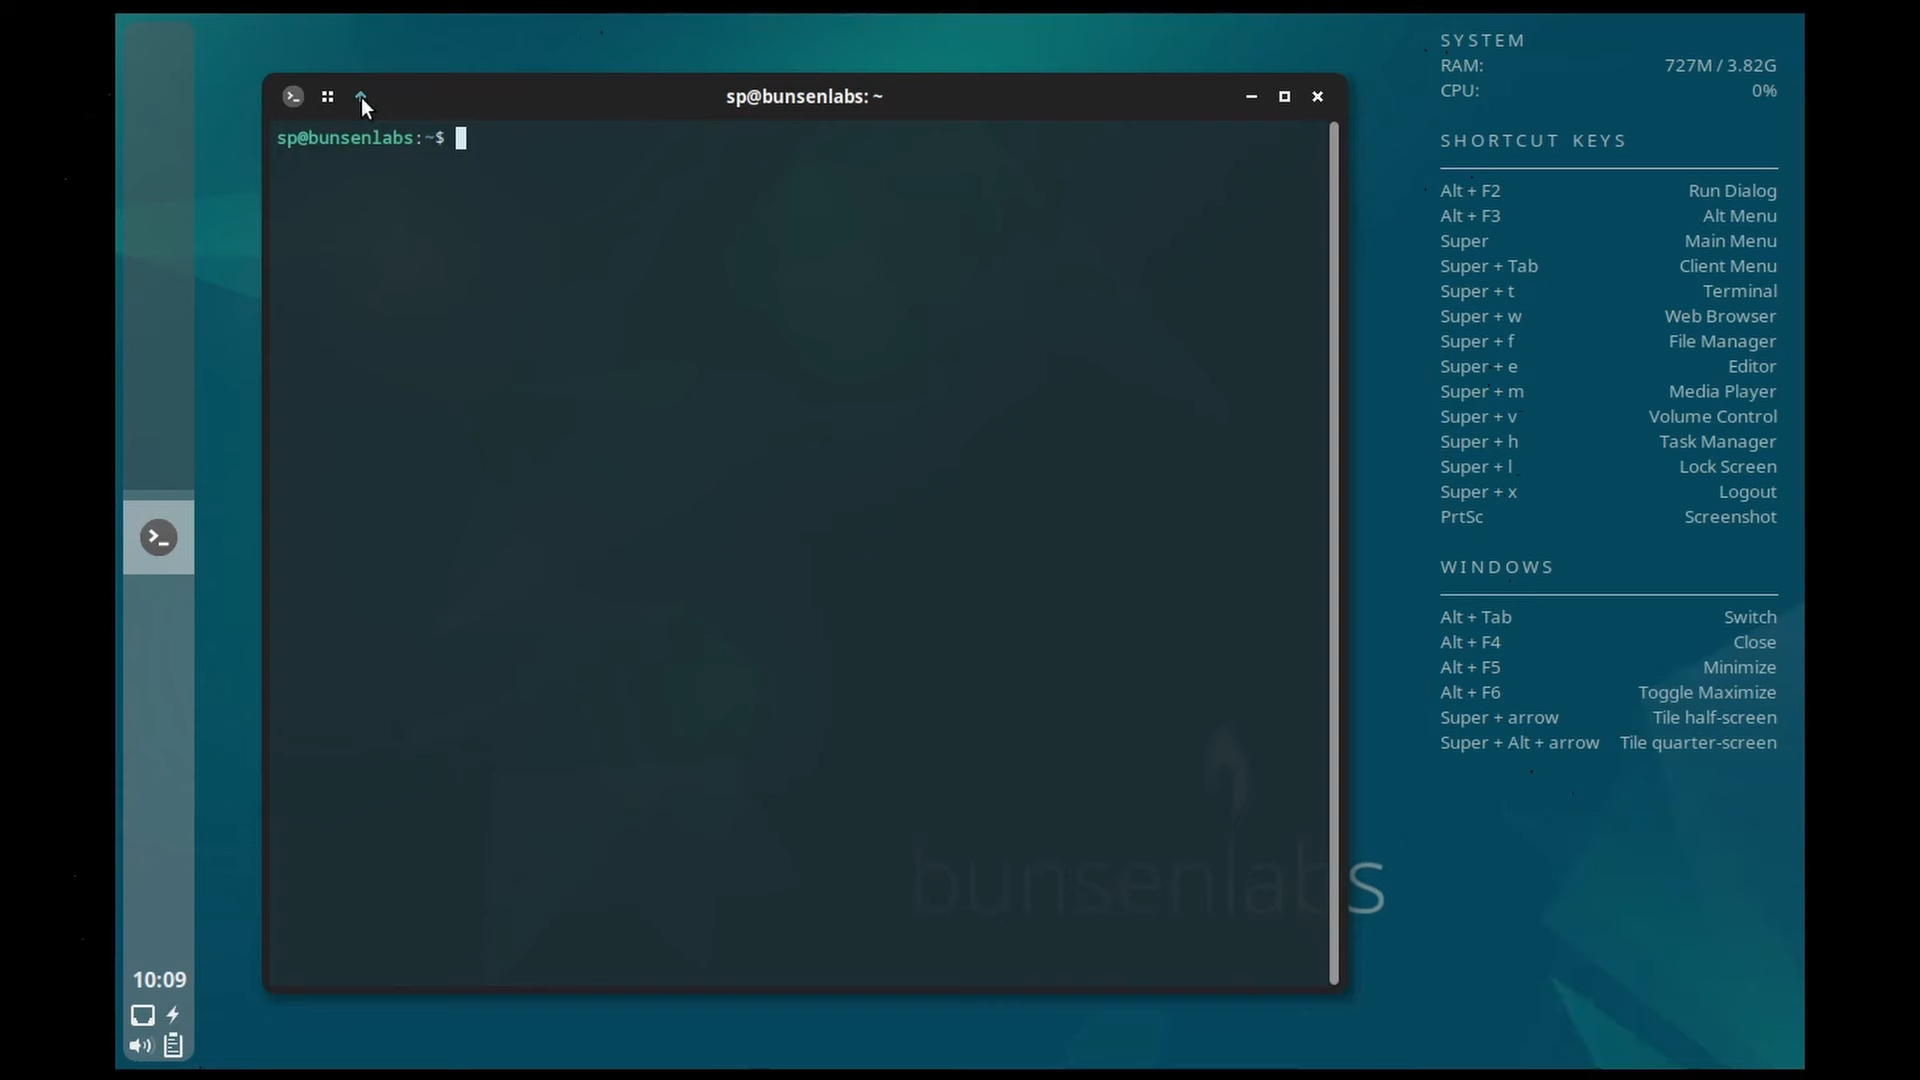 sp@bunsenlabs: ~
sp@bunsenlabs:~$
SYSTEM
RAM: 727M / 3.82G
CPU: 0%
SHORTCUT KEYS
Alt + F2 Run Dialog
Alt + F3 Alt Menu
Super Main Menu
Super + Tab Client Menu
Super + t Terminal
Super + w Web Browser
Super + f File Manager
Super + e Editor
Super + m Media Player
Super + v Volume Control
Super + h Task Manager
Super + l Lock Screen
Super + x Logout
PrtSc Screenshot
WINDOWS
Alt + Tab Switch
Alt + F4 Close
Alt + F5 Minimize
Alt + F6 Toggle Maximize
Super + arrow Tile half-screen
Super + Alt + arrow Tile quarter-screen
bunsenlabs
10:09